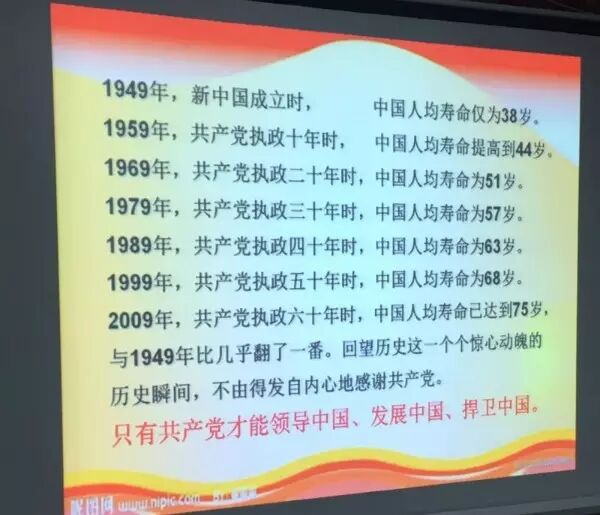 1949年，新中国成立时，　　　中国人均寿命仅为38岁。
1959年，共产党执政十年时，　中国人均寿命提高到44岁。
1969年，共产党执政二十年时，中国人均寿命为51岁。
1979年，共产党执政三十年时，中国人均寿命为57岁。
1989年，共产党执政四十年时，中国人均寿命为63岁。
1999年，共产党执政五十年时，中国人均寿命为68岁。
2009年，共产党执政六十年时，中国人均寿命已达到75岁，
与1949年比几乎翻了一番。回望历史这一个个惊心动魄的
历史瞬间，不由得发自内心地感谢共产党。
只有共产党才能领导中国、发展中国、捍卫中国。
昵图网 www.nipic.com BY: